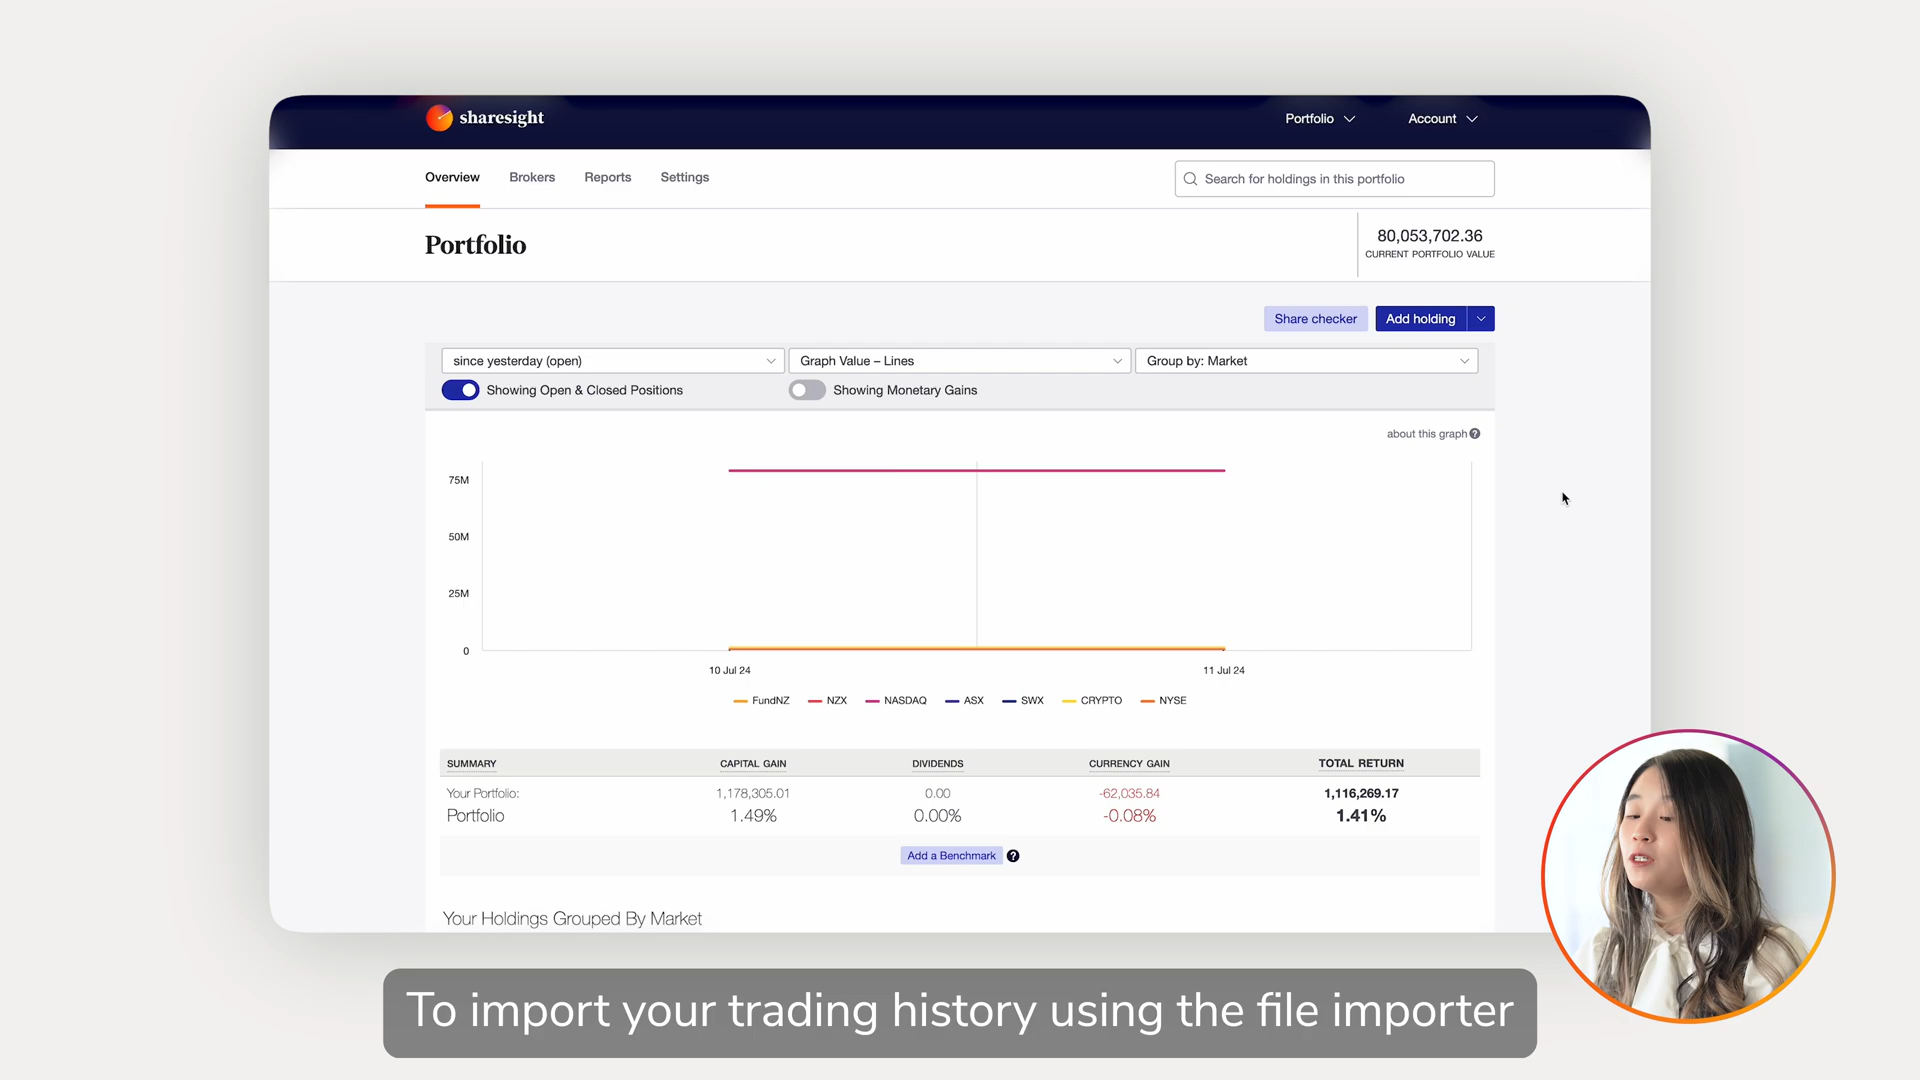 sharesight
Portfolio
Account
Overview
Brokers
Reports
Settings
Search for holdings in this portfolio
Portfolio
80,053,702.36
CURRENT PORTFOLIO VALUE
Share checker
Add holding
since yesterday (open)
Graph Value – Lines
Group by: Market
Showing Open & Closed Positions
Showing Monetary Gains
about this graph ?
75M
50M
25M
0
10 Jul 24
11 Jul 24
FundNZ
NZX
NASDAQ
ASX
SWX
CRYPTO
NYSE
SUMMARY CAPITAL GAIN DIVIDENDS CURRENCY GAIN TOTAL RETURN
Your Portfolio: 1,178,305.01 0.00 -62,035.84 1,116,269.17
Portfolio 1.49% 0.00% -0.08% 1.41%
Add a Benchmark ?
Your Holdings Grouped By Market
To import your trading history using the file importer